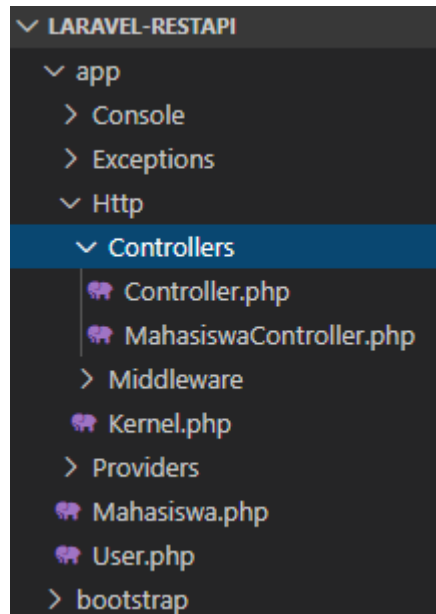 LARAVEL-RESTAPI
app
Console
Exceptions
Http
Controllers
Controller.php
MahasiswaController.php
Middleware
Kernel.php
Providers
Mahasiswa.php
User.php
bootstrap